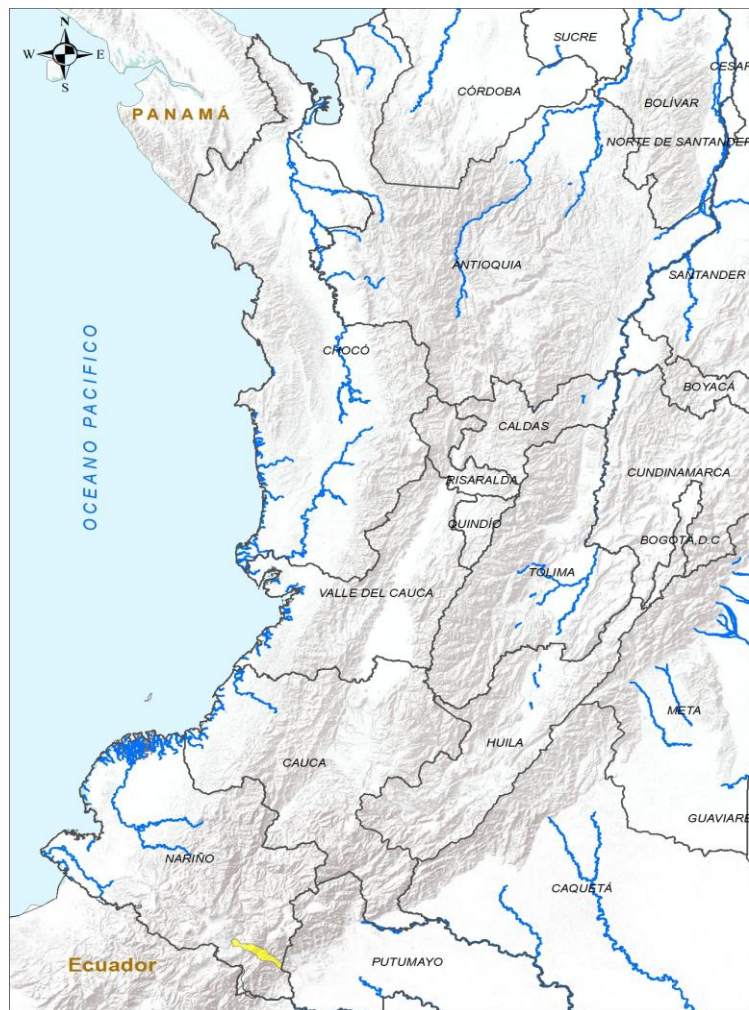 SUCRE
N
W E
S
CESAR
CÓRDOBA
BOLÍVAR
PANAMÁ
NORTE DE SANTANDER
ANTIOQUIA
SANTANDER
CHOCÓ
OCEANO PACIFICO
BOYACÁ
CALDAS
CUNDINAMARCA
RISARALDA
QUINDÍO
BOGOTÁ, D.C
TOLIMA
VALLE DEL CAUCA
META
HUILA
CAUCA
GUAVIARE
NARIÑO
CAQUETÁ
Ecuador
PUTUMAYO